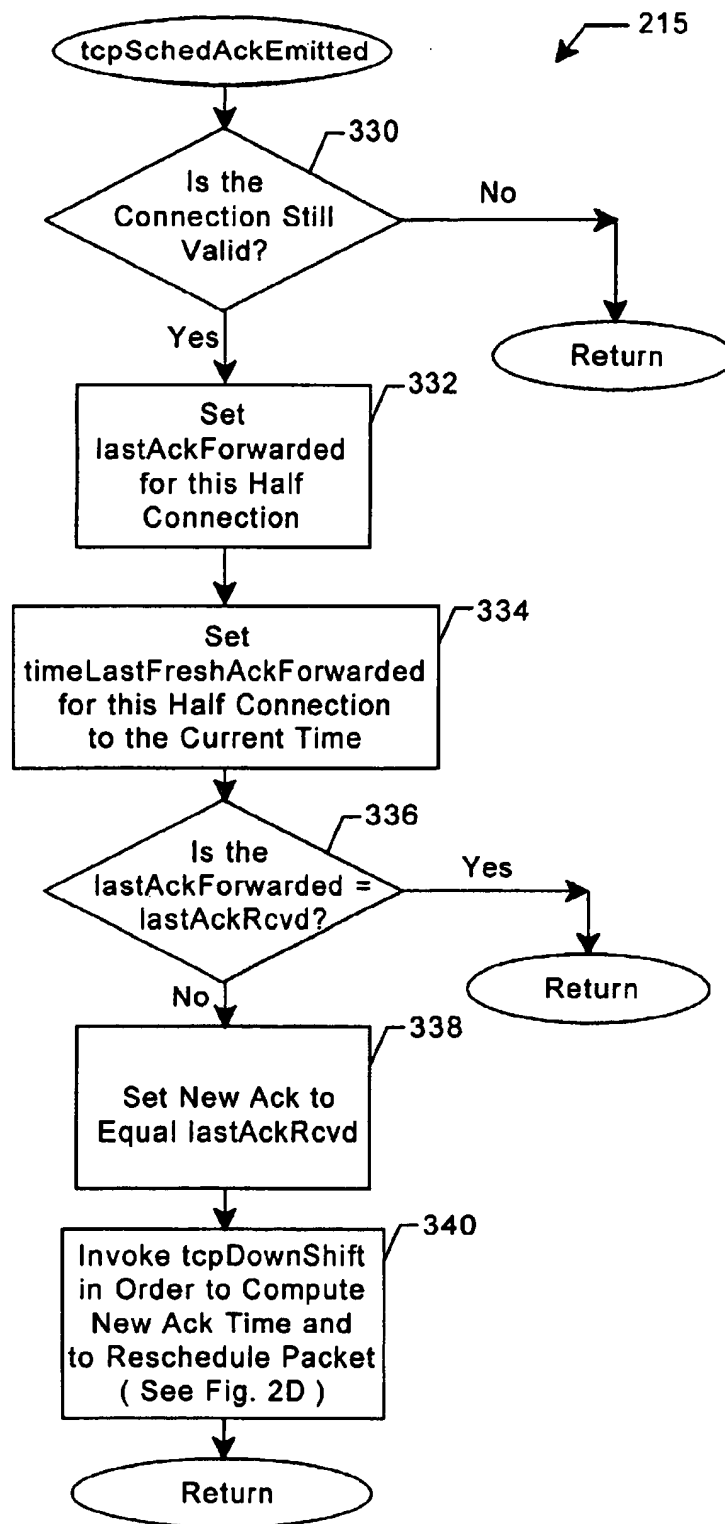 tcpSchedAckEmitted
215
330
Is the
Connection Still
Valid?
No
Return
Yes
332
Set
lastAckForwarded
for this Half
Connection
334
Set
timeLastFreshAckForwarded
for this Half Connection
to the Current Time
336
Is the
lastAckForwarded =
lastAckRcvd?
Yes
Return
No
338
Set New Ack to
Equal lastAckRcvd
340
Invoke tcpDownShift
in Order to Compute
New Ack Time and
to Reschedule Packet
( See Fig. 2D )
Return